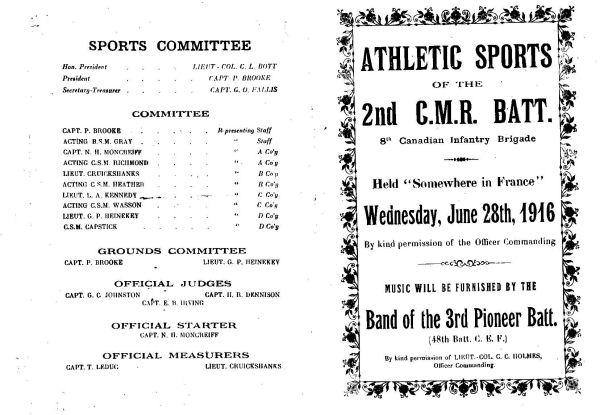 SPORTS COMMITTEE
Hon. President . . . . LIEUT-COL. G. L. BOTT
President . . . . CAPT P. BROOKE
Secretary-Treasurer . . . . CAPT. G. O. FALLIS
COMMITTEE
CAPT. P. BROOKE . . . . . Representing Staff
ACTING R.S.M. GRAY . . . . . " Staff
CAPT. N. H. MONCREIFF . . . . " A Co'y
ACTING C.S.M. RICHMOND . . . . " A Co'y
LIEUT. CRUICKSHANKS . . . . " B Co'y
ACTING C.S.M. HEATHER . . . . " B Co'y
LIEUT. L. A. KENNEDY . . . . " C Co'y
ACTING C.S.M. WASSON . . . . " C Co'y
LIEUT. G. P. HEINEKEY . . . . " D Co'y
C.S.M. CAPSTICK . . . . . " D Co'y
GROUNDS COMMITTEE
CAPT. P. BROOKE LIEUT. G. P. HEINEKEY
OFFICIAL JUDGES
CAPT. G. C. JOHNSTON CAPT. H. B. DENNISON
CAPT. E. B. IRVING
OFFICIAL STARTER
CAPT. N. H. MONCREIFF
OFFICIAL MEASURERS
CAPT. T. LEDUC LIEUT. CRUICKSHANKS
ATHLETIC SPORTS
OF THE
2nd C.M.R. BATT.
8th Canadian Infantry Brigade
Held "Somewhere in France"
Wednesday, June 28th, 1916
By kind permission of the Officer Commanding
MUSIC WILL BE FURNISHED BY THE
Band of the 3rd Pioneer Batt.
(48th Batt. C. E. F.)
By kind permission of LIEUT.-COL. G. C. HOLMES,
Officer Commanding.